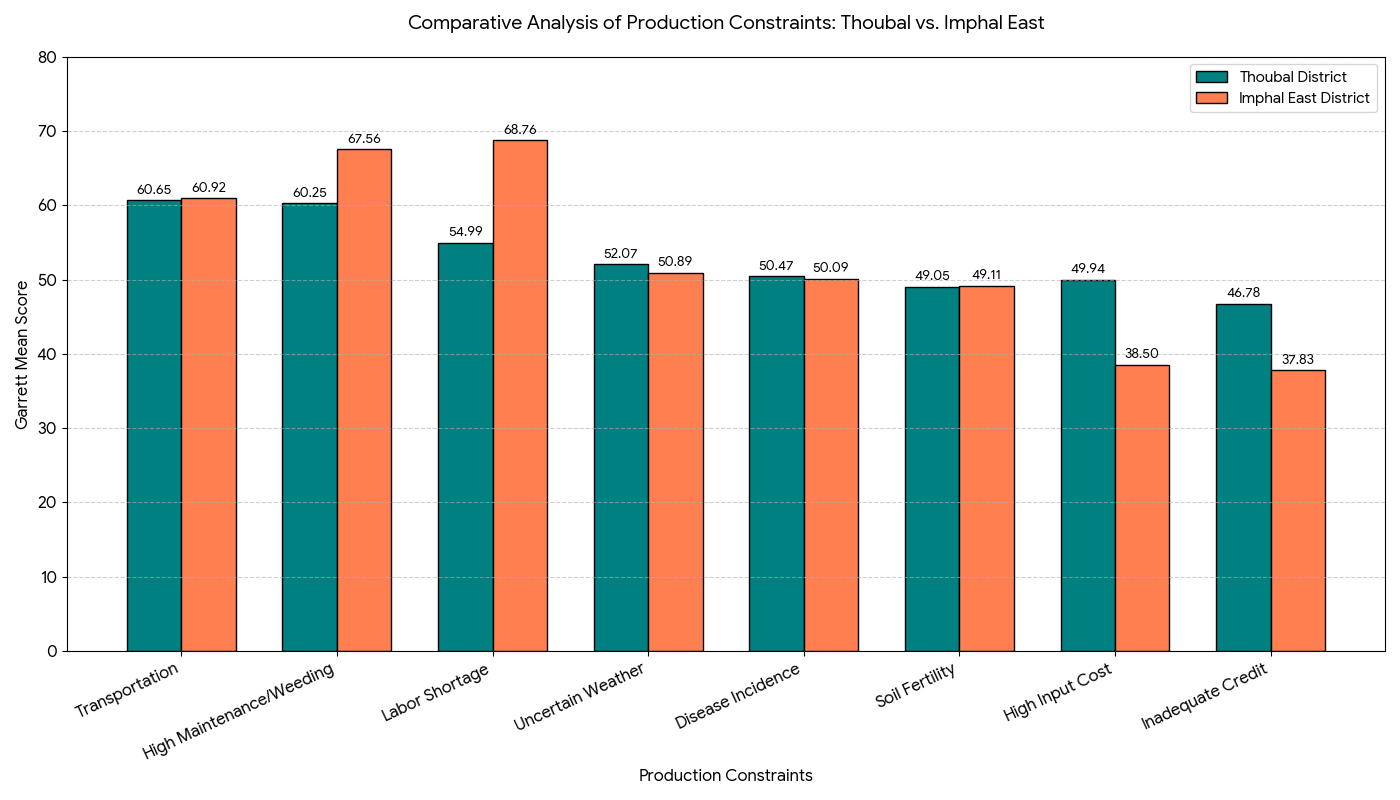 Comparative Analysis of Production Constraints: Thoubal vs. Imphal East
Thoubal District
Imphal East District
Garrett Mean Score
80
70
60
50
40
30
20
10
0
60.65
60.92
60.25
67.56
54.99
68.76
52.07
50.89
50.47
50.09
49.05
49.11
49.94
38.50
46.78
37.83
Transportation
High Maintenance/Weeding
Labor Shortage
Uncertain Weather
Disease Incidence
Soil Fertility
High Input Cost
Inadequate Credit
Production Constraints